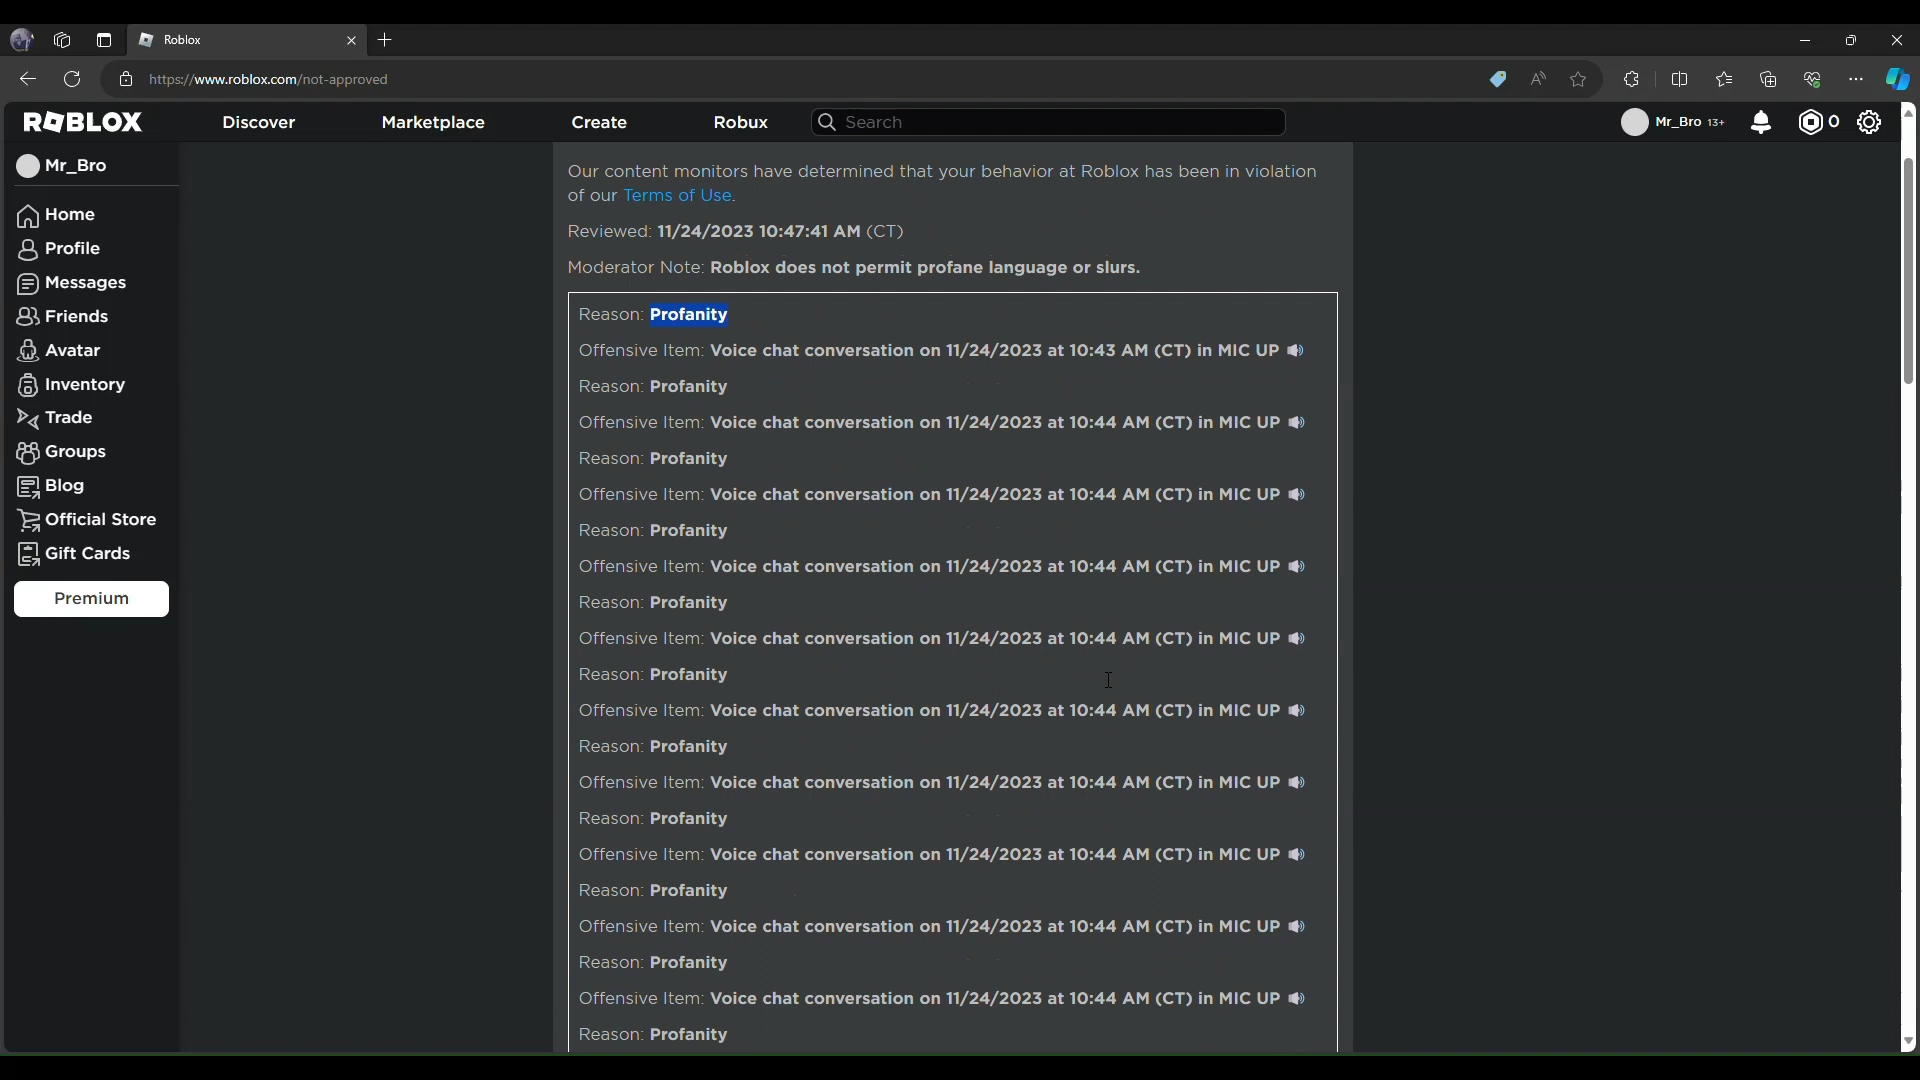 Roblox
https://www.roblox.com/not-approved
ROBLOX Discover Marketplace Create Robux Search Mr_Bro 13+ 0
Mr_Bro
Home
Profile
Messages
Friends
Avatar
Inventory
Trade
Groups
Blog
Official Store
Gift Cards
Premium
Our content monitors have determined that your behavior at Roblox has been in violation
of our Terms of Use.
Reviewed: 11/24/2023 10:47:41 AM (CT)
Moderator Note: Roblox does not permit profane language or slurs.
Reason: Profanity
Offensive Item: Voice chat conversation on 11/24/2023 at 10:43 AM (CT) in MIC UP
Reason: Profanity
Offensive Item: Voice chat conversation on 11/24/2023 at 10:44 AM (CT) in MIC UP
Reason: Profanity
Offensive Item: Voice chat conversation on 11/24/2023 at 10:44 AM (CT) in MIC UP
Reason: Profanity
Offensive Item: Voice chat conversation on 11/24/2023 at 10:44 AM (CT) in MIC UP
Reason: Profanity
Offensive Item: Voice chat conversation on 11/24/2023 at 10:44 AM (CT) in MIC UP
Reason: Profanity
Offensive Item: Voice chat conversation on 11/24/2023 at 10:44 AM (CT) in MIC UP
Reason: Profanity
Offensive Item: Voice chat conversation on 11/24/2023 at 10:44 AM (CT) in MIC UP
Reason: Profanity
Offensive Item: Voice chat conversation on 11/24/2023 at 10:44 AM (CT) in MIC UP
Reason: Profanity
Offensive Item: Voice chat conversation on 11/24/2023 at 10:44 AM (CT) in MIC UP
Reason: Profanity
Offensive Item: Voice chat conversation on 11/24/2023 at 10:44 AM (CT) in MIC UP
Reason: Profanity